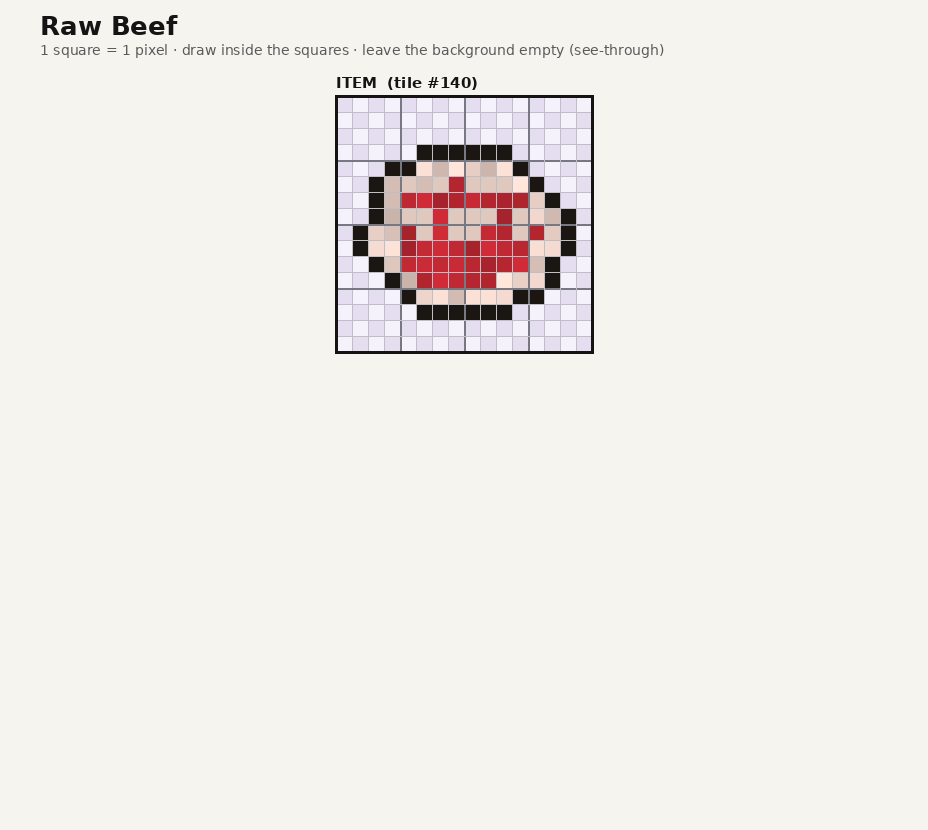 Raw Beef
1 square = 1 pixel · draw inside the squares · leave the background empty (see-through)
ITEM (tile #140)